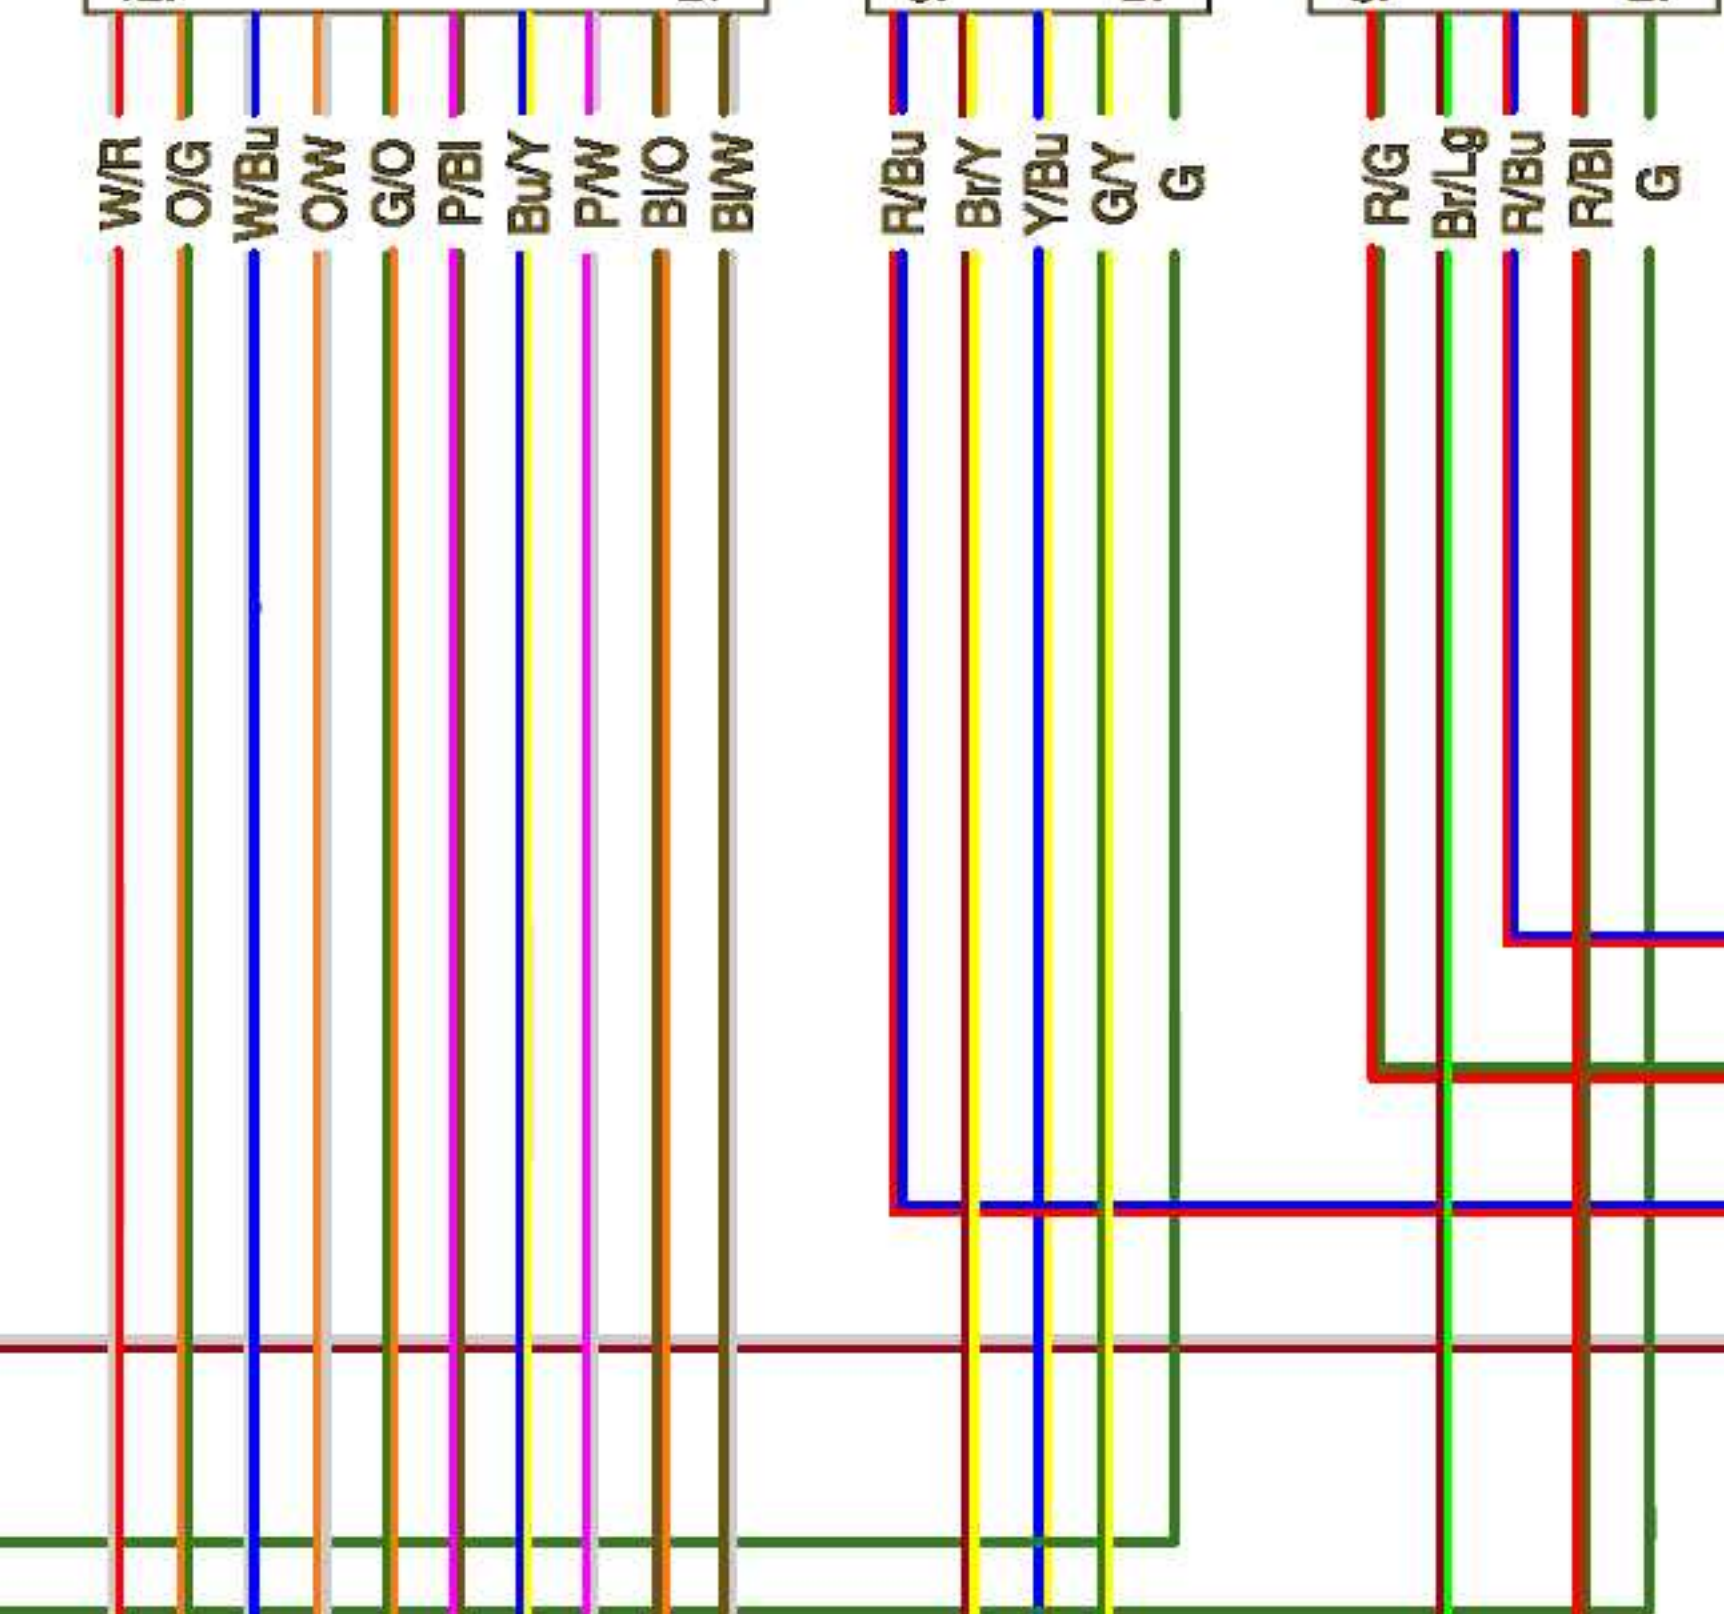 W/R
O/G
W/Bu
O/W
G/O
P/Bl
Bu/Y
P/W
Bl/O
Bl/W
R/Bu
Br/Y
Y/Bu
G/Y
G
R/G
Br/Lg
R/Bu
R/Bl
G